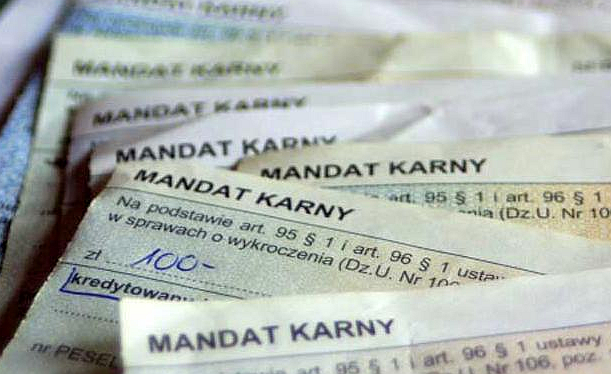 MANDAT KARNY
MANDAT KARNY
MANDAT KARNY
MANDAT KARNY
art. 95 § 1 i art. 96 § 1
(Dz.U. Nr 10
MANDAT KARNY
Na podstawie art. 95 § 1 i art. 96 § 1 usta
w sprawach o wykroczenia (Dz.U. Nr 106
zł 100-
kredytowany
nr PESEL
MANDAT KARNY
art. 95 § 1 i art. 96 § 1 ustawy
Nr 106, poz.